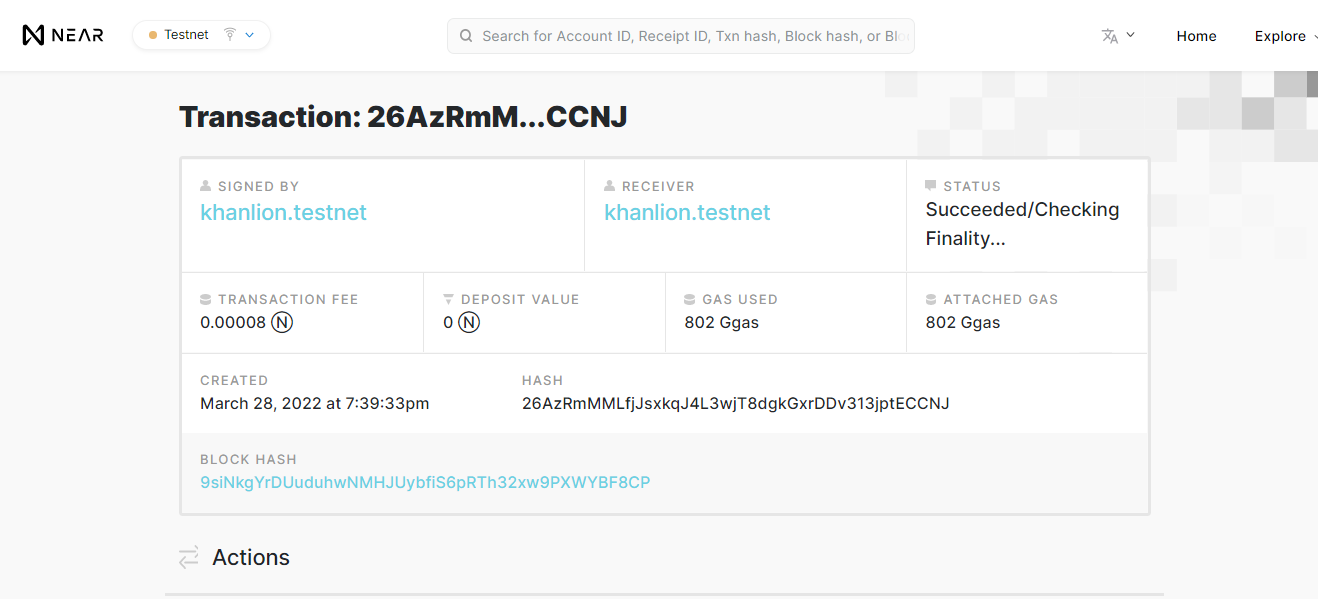 NEAR Testnet Search for Account ID, Receipt ID, Txn hash, Block hash, or Blo Home Explore
Transaction: 26AzRmM...CCNJ
SIGNED BY RECEIVER STATUS
khanlion.testnet khanlion.testnet Succeeded/Checking
Finality...
TRANSACTION FEE DEPOSIT VALUE GAS USED ATTACHED GAS
0.00008 Ⓝ 0 Ⓝ 802 Ggas 802 Ggas
CREATED HASH
March 28, 2022 at 7:39:33pm 26AzRmMMLfjJsxkqJ4L3wjT8dgkGxrDDv313jptECCNJ
BLOCK HASH
9siNkgYrDUuduhwNMHJUybfiS6pRTh32xw9PXWYBF8CP
Actions